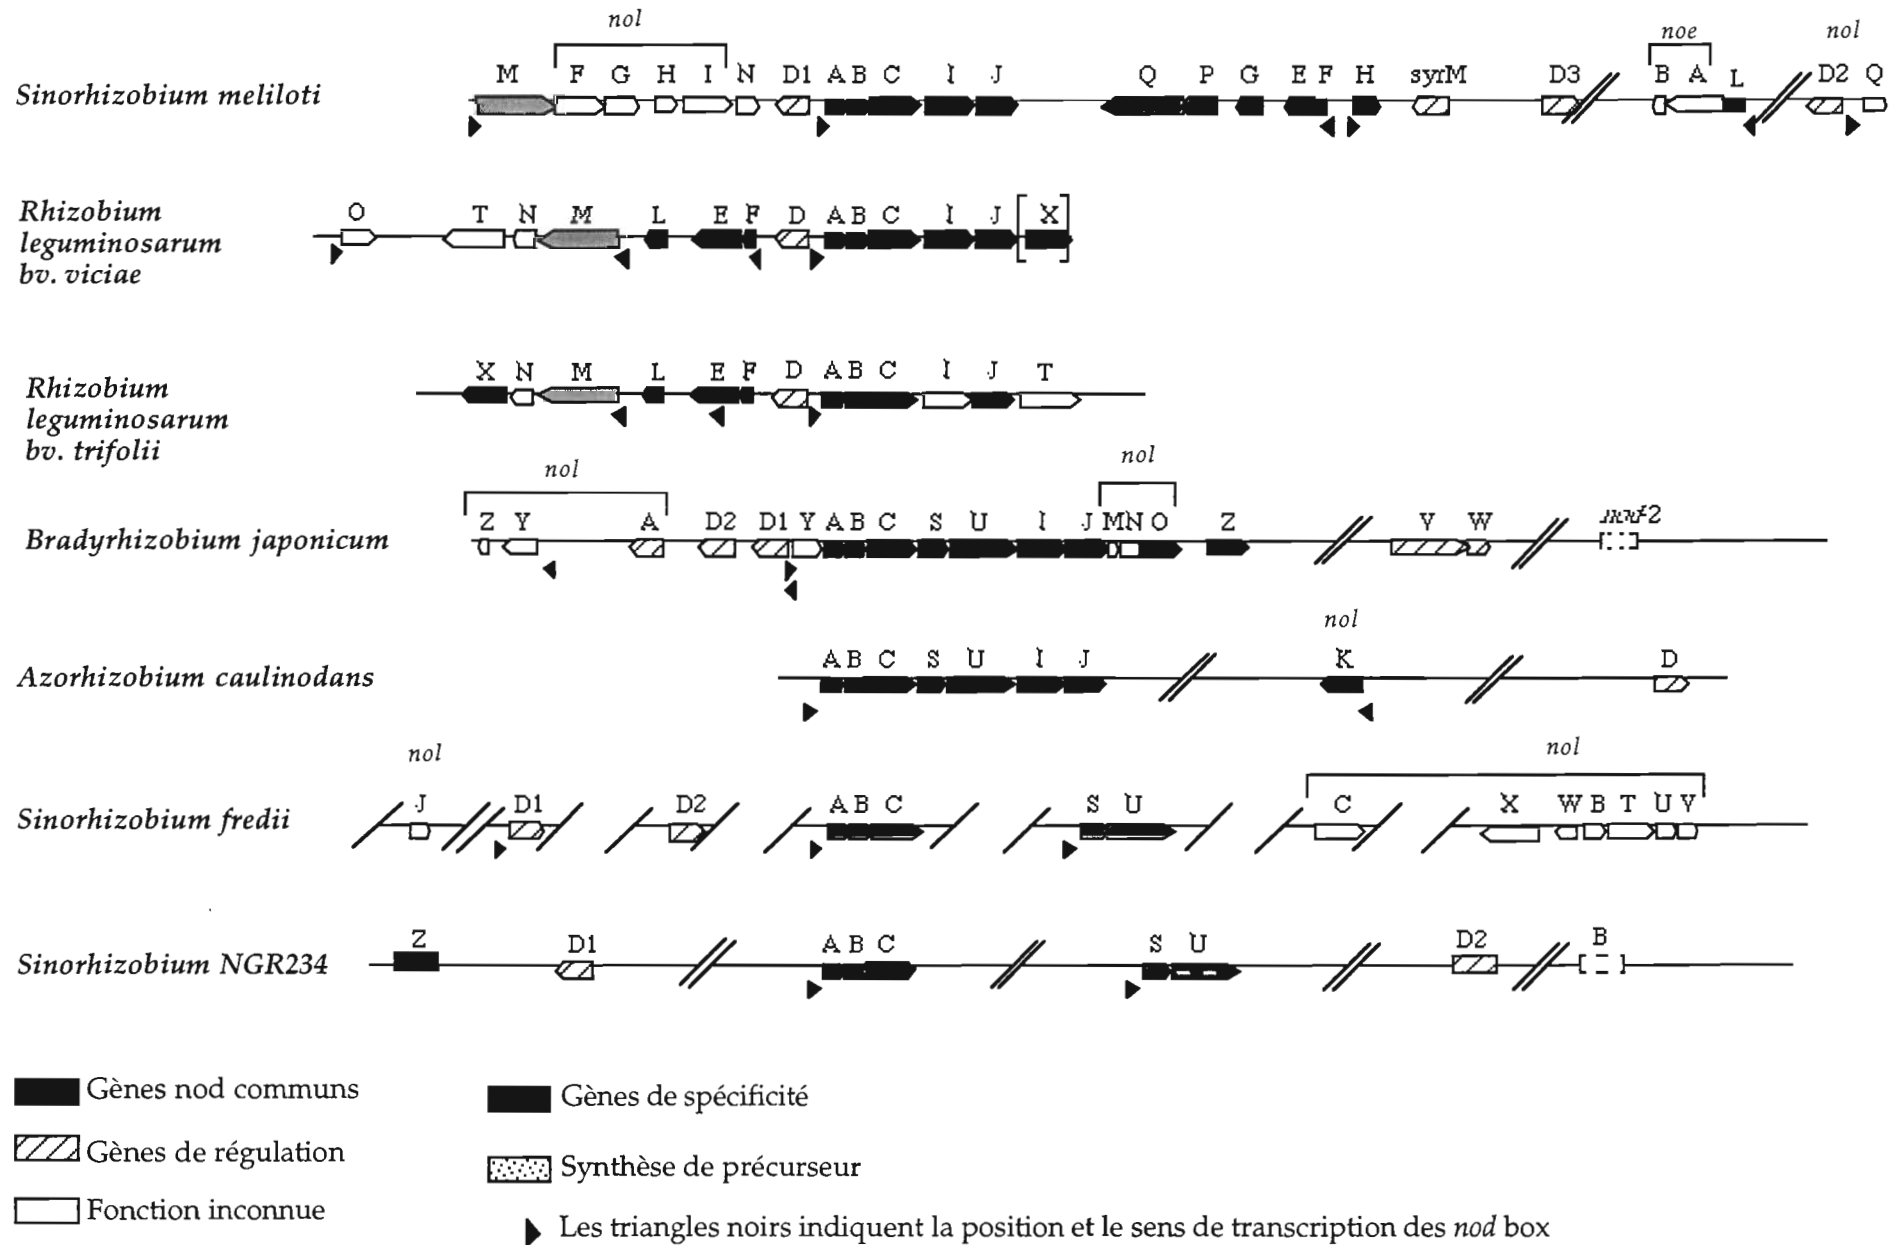 nol
noe nol
M F G H I N D1 A B C I J Q P G E F H syrM D3 B A L D2 Q
Sinorhizobium meliloti
O T N M L E F D A B C I J X
Rhizobium
leguminosarum
bv. viciae
X N M L E F D A B C I J T
Rhizobium
leguminosarum
bv. trifolii
nol nol
Z Y A D2 D1 Y A B C S U I J M N O Z V W
Bradyrhizobium japonicum
nol
A B C S U I J K D
Azorhizobium caulinodans
nol nol
J D1 D2 A B C S U C X W B T U V
Sinorhizobium fredii
Z D1 A B C S U D2 B
Sinorhizobium NGR234
Gènes nod communs
Gènes de spécificité
Gènes de régulation
Synthèse de précurseur
Fonction inconnue
Les triangles noirs indiquent la position et le sens de transcription des nod box